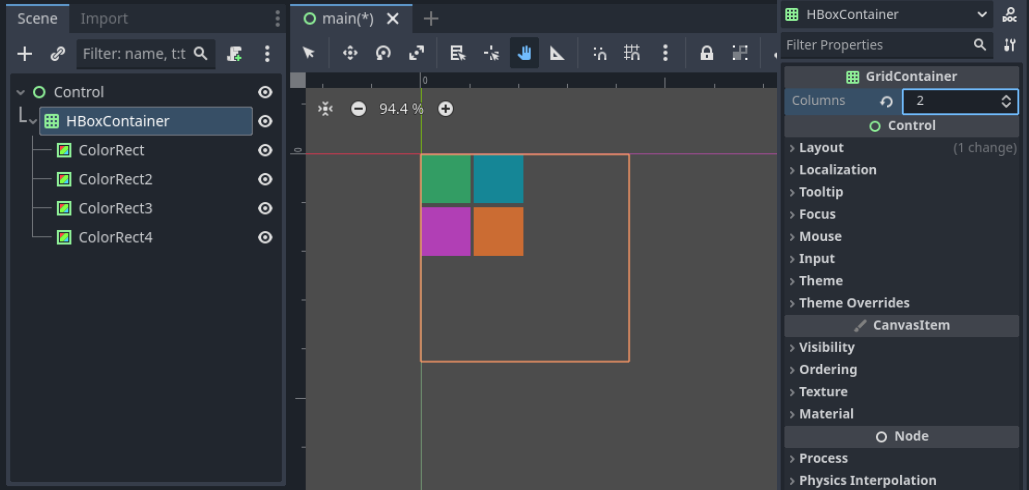 Scene
Import
Filter: name, t:t
Control
HBoxContainer
ColorRect
ColorRect2
ColorRect3
ColorRect4
main(*)
0
94.4 %
0
HBoxContainer
Filter Properties
DOC
GridContainer
Columns 2
Control
Layout (1 change)
Localization
Tooltip
Focus
Mouse
Input
Theme
Theme Overrides
CanvasItem
Visibility
Ordering
Texture
Material
Node
Process
Physics Interpolation